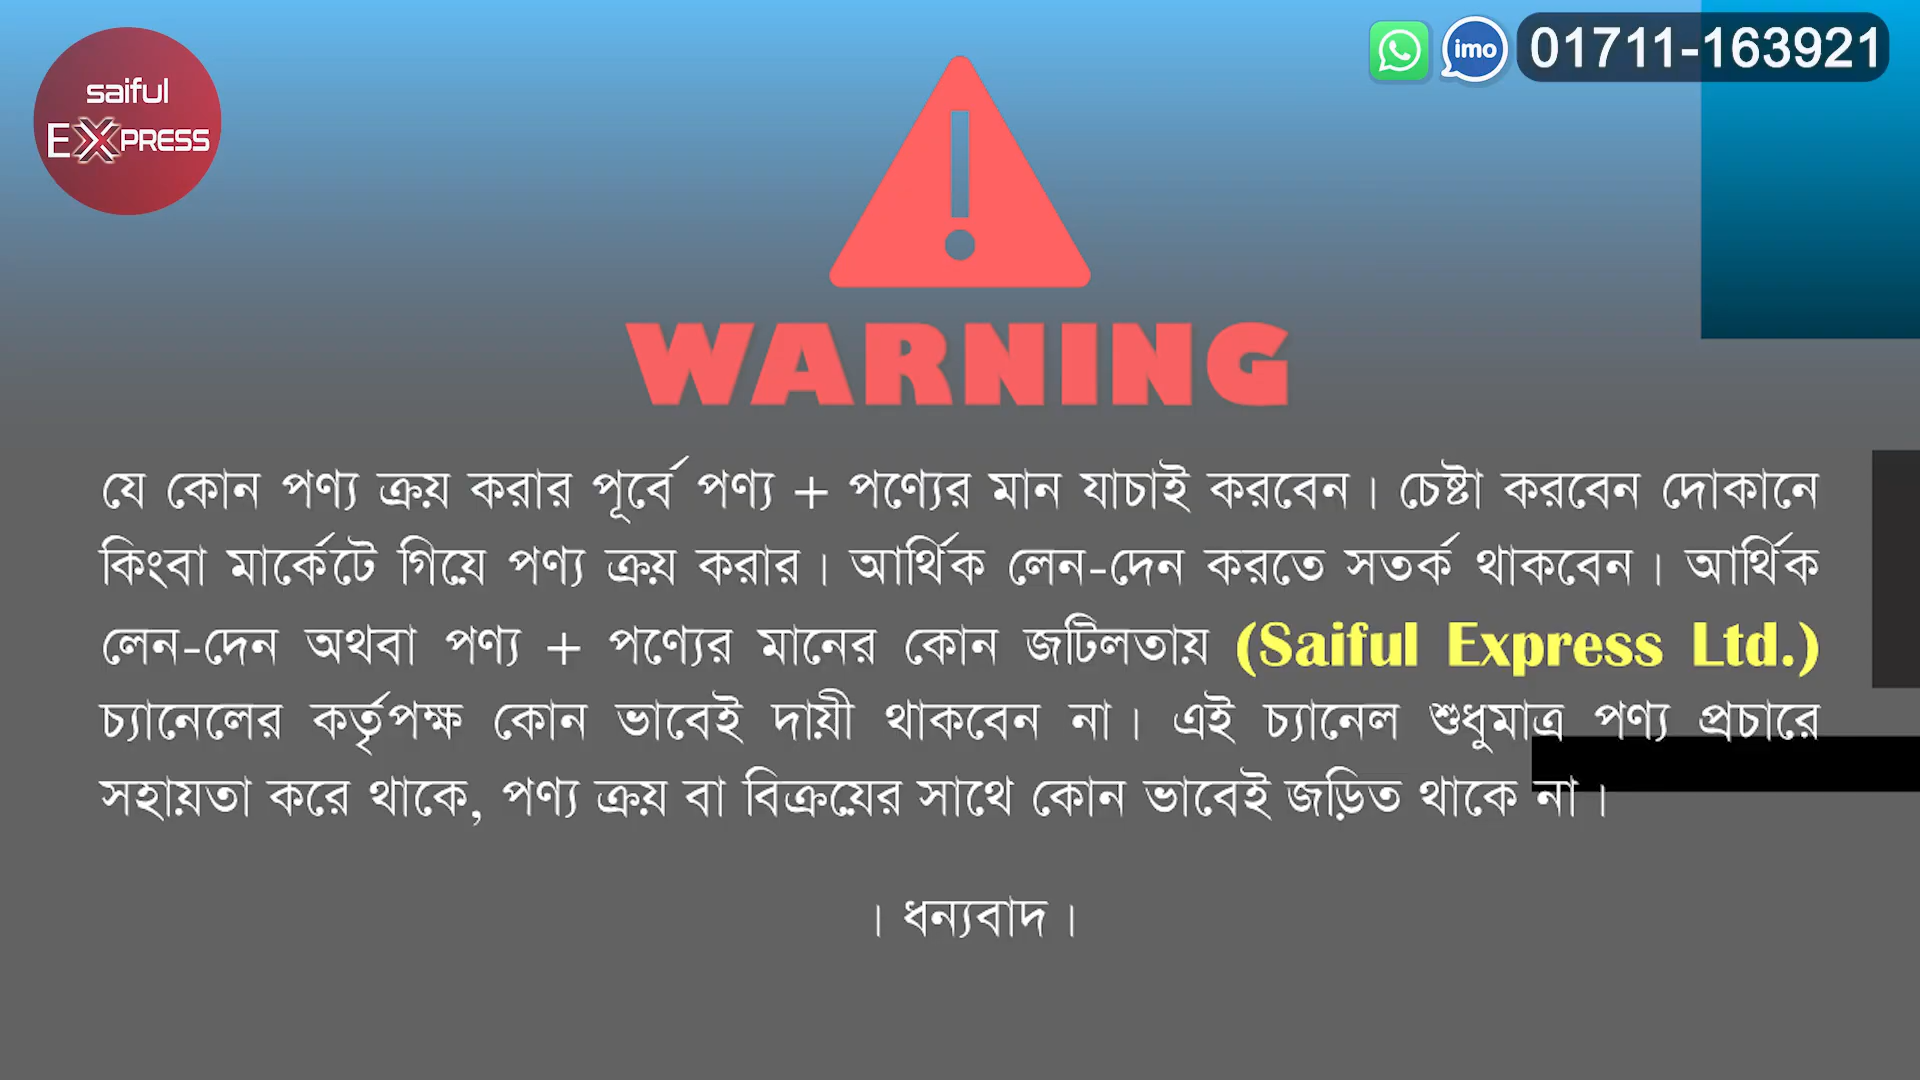 saiful
EXPRESS
imo
01711-163921
WARNING
যে কোন পণ্য ক্রয় করার পূর্বে পণ্য + পণ্যের মান যাচাই করবেন। চেষ্টা করবেন দোকানে
কিংবা মার্কেটে গিয়ে পণ্য ক্রয় করার। আর্থিক লেন-দেন করতে সতর্ক থাকবেন। আর্থিক
লেন-দেন অথবা পণ্য + পণ্যের মানের কোন জটিলতায় (Saiful Express Ltd.)
চ্যানেলের কর্তৃপক্ষ কোন ভাবেই দায়ী থাকবেন না। এই চ্যানেল শুধুমাত্র পণ্য প্রচারে
সহায়তা করে থাকে, পণ্য ক্রয় বা বিক্রয়ের সাথে কোন ভাবেই জড়িত থাকে না।
। ধন্যবাদ।